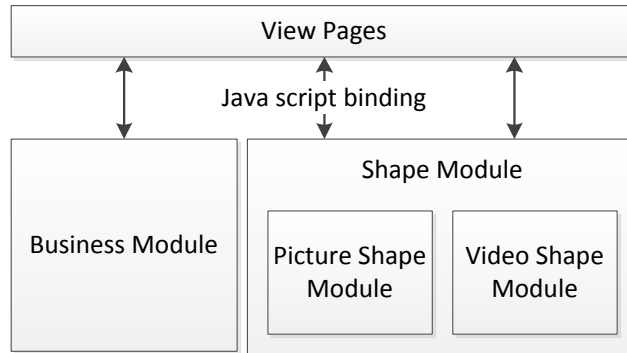 View Pages
Java script binding
Shape Module
Business Module
Picture Shape
Module
Video Shape
Module